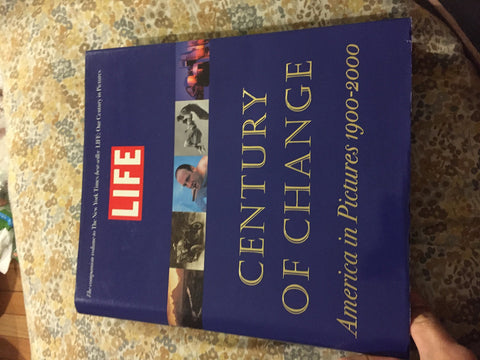 The companion volume to The New York Times best-seller LIFE: Our Century in Pictures
LIFE
CENTURY
OF CHANGE
America in Pictures 1900-2000